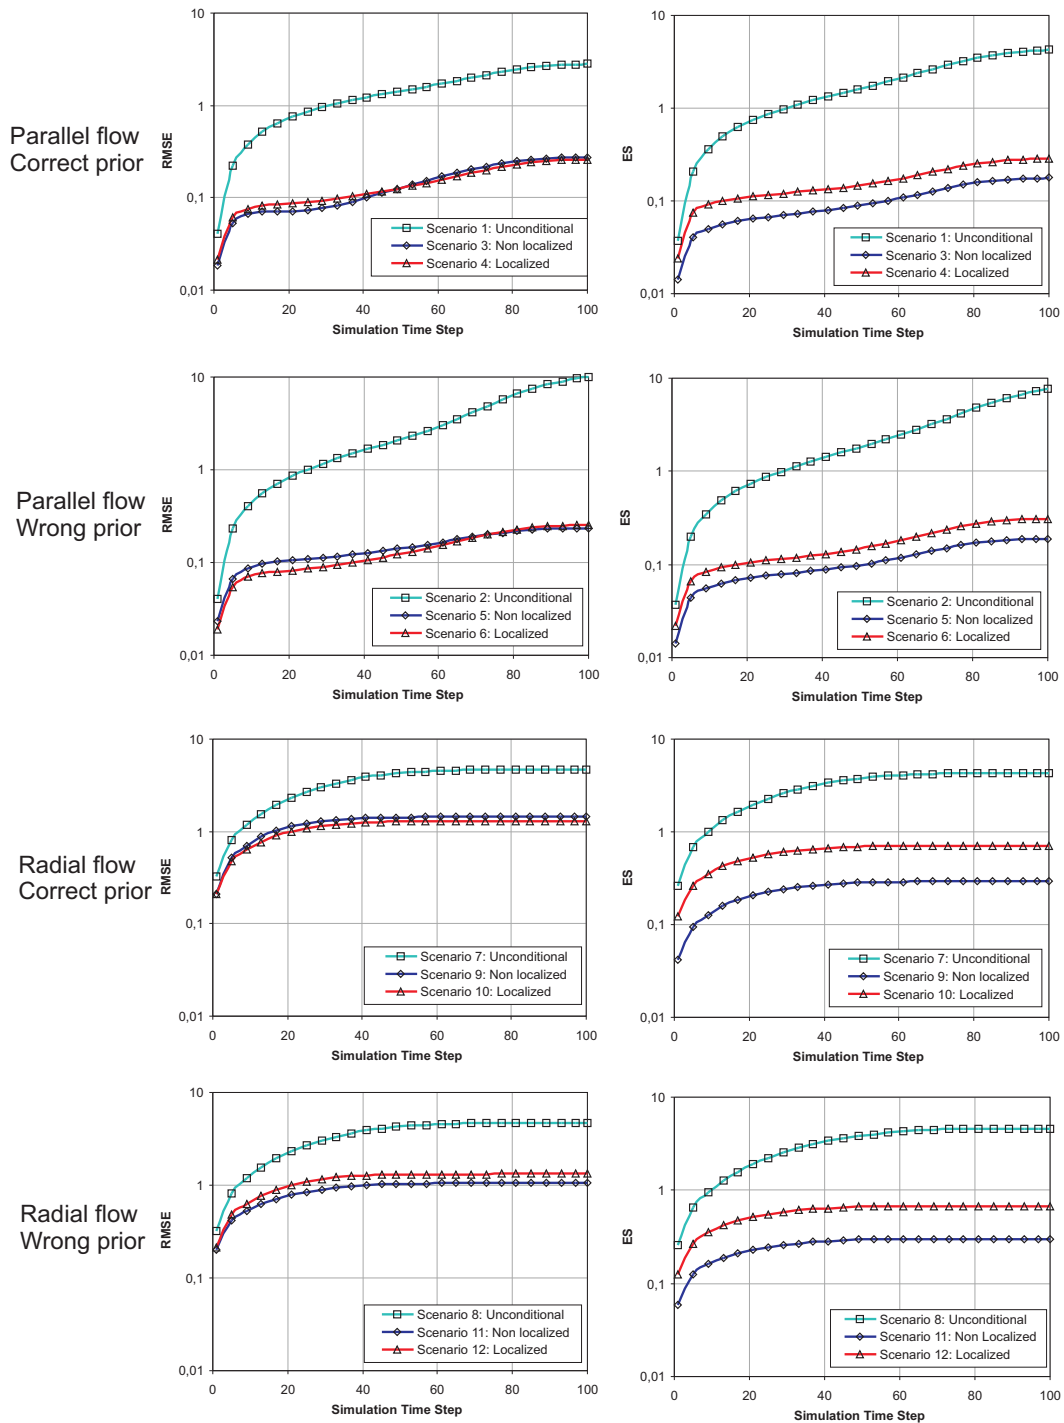 Parallel flow
Correct prior
RMSE
10
1
0,1
0,01
0
20
40
60
80
100
Simulation Time Step
Scenario 1: Unconditional
Scenario 3: Non localized
Scenario 4: Localized
ES
10
1
0,1
0,01
0
20
40
60
80
100
Simulation Time Step
Scenario 1: Unconditional
Scenario 3: Non localized
Scenario 4: Localized
Parallel flow
Wrong prior
RMSE
10
1
0,1
0,01
0
20
40
60
80
100
Simulation Time Step
Scenario 2: Unconditional
Scenario 5: Non localized
Scenario 6: Localized
ES
10
1
0,1
0,01
0
20
40
60
80
100
Simulation Time Step
Scenario 2: Unconditional
Scenario 5: Non localized
Scenario 6: Localized
Radial flow
Correct prior
RMSE
10
1
0,1
0,01
0
20
40
60
80
100
Simulation Time Step
Scenario 7: Unconditional
Scenario 9: Non localized
Scenario 10: Localized
ES
10
1
0,1
0,01
0
20
40
60
80
100
Simulation Time Step
Scenario 7: Unconditional
Scenario 9: Non localized
Scenario 10: Localized
Radial flow
Wrong prior
RMSE
10
1
0,1
0,01
0
20
40
60
80
100
Simulation Time Step
Scenario 8: Unconditional
Scenario 11: Non localized
Scenario 12: Localized
ES
10
1
0,1
0,01
0
20
40
60
80
100
Simulation Time Step
Scenario 8: Unconditional
Scenario 11: Non Localized
Scenario 12: Localized